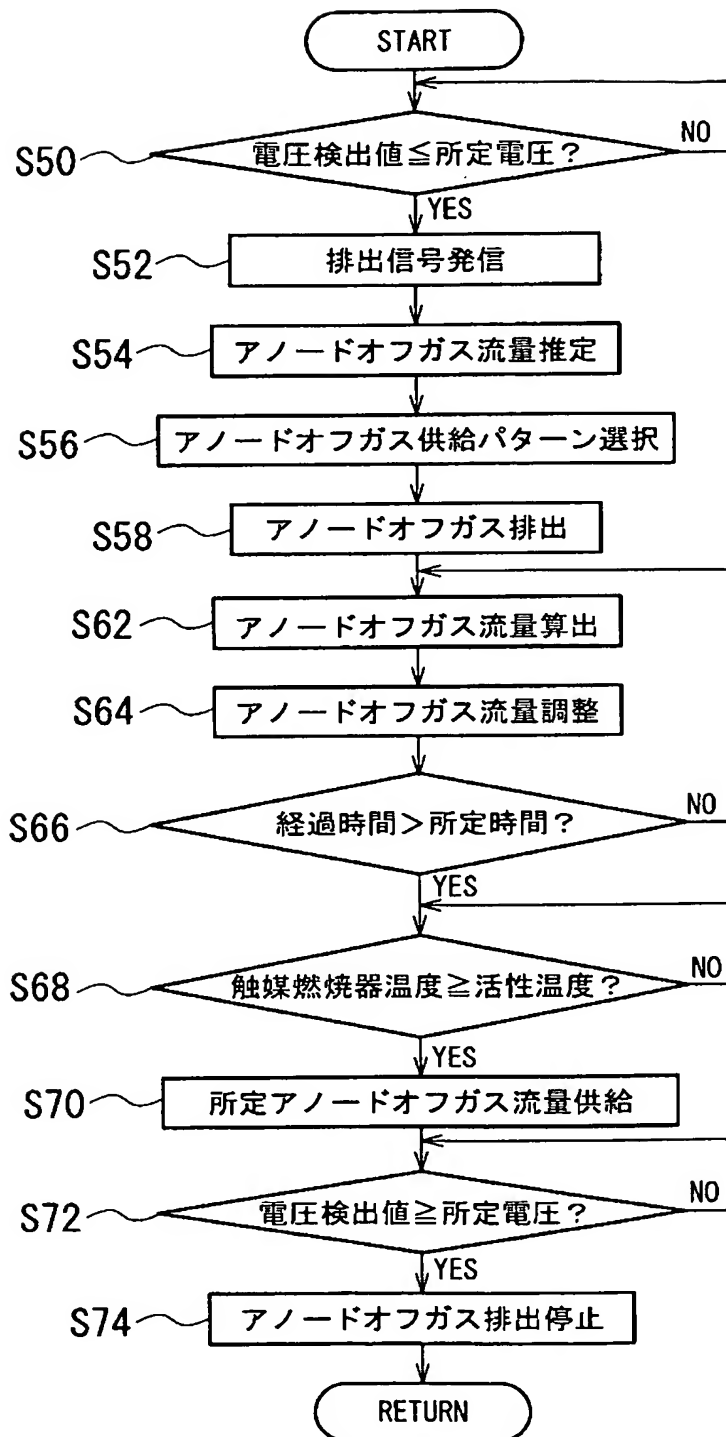 START
S50 電圧検出値≦所定電圧? NO
YES
S52 排出信号発信
S54 アノードオフガス流量推定
S56 アノードオフガス供給パターン選択
S58 アノードオフガス排出
S62 アノードオフガス流量算出
S64 アノードオフガス流量調整
S66 経過時間>所定時間? NO
YES
S68 触媒燃焼器温度≧活性温度? NO
YES
S70 所定アノードオフガス流量供給
S72 電圧検出値≧所定電圧? NO
YES
S74 アノードオフガス排出停止
RETURN